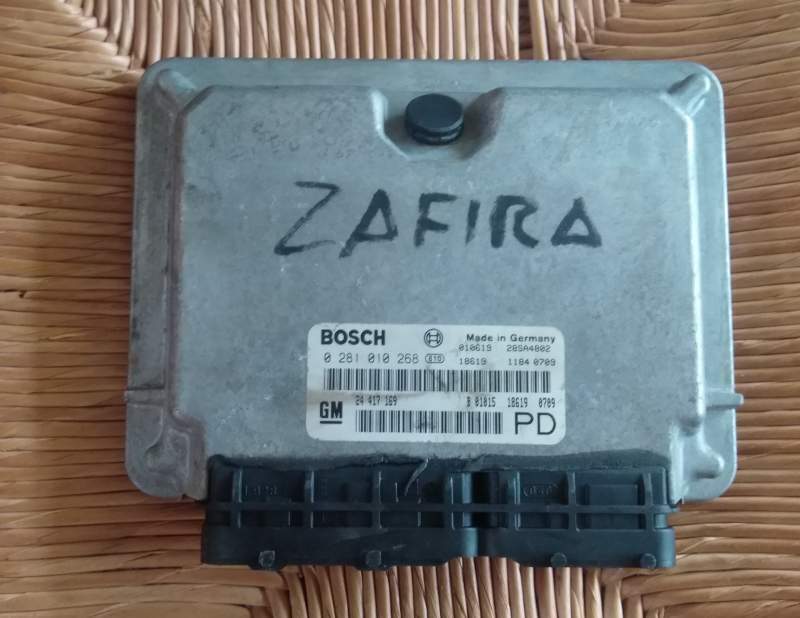 ZAFIRA
BOSCH Made in Germany
010619 28SA4802
0 281 010 268 18619 1184 0709
24 417 169 B 01015 18619 0709
GM PD